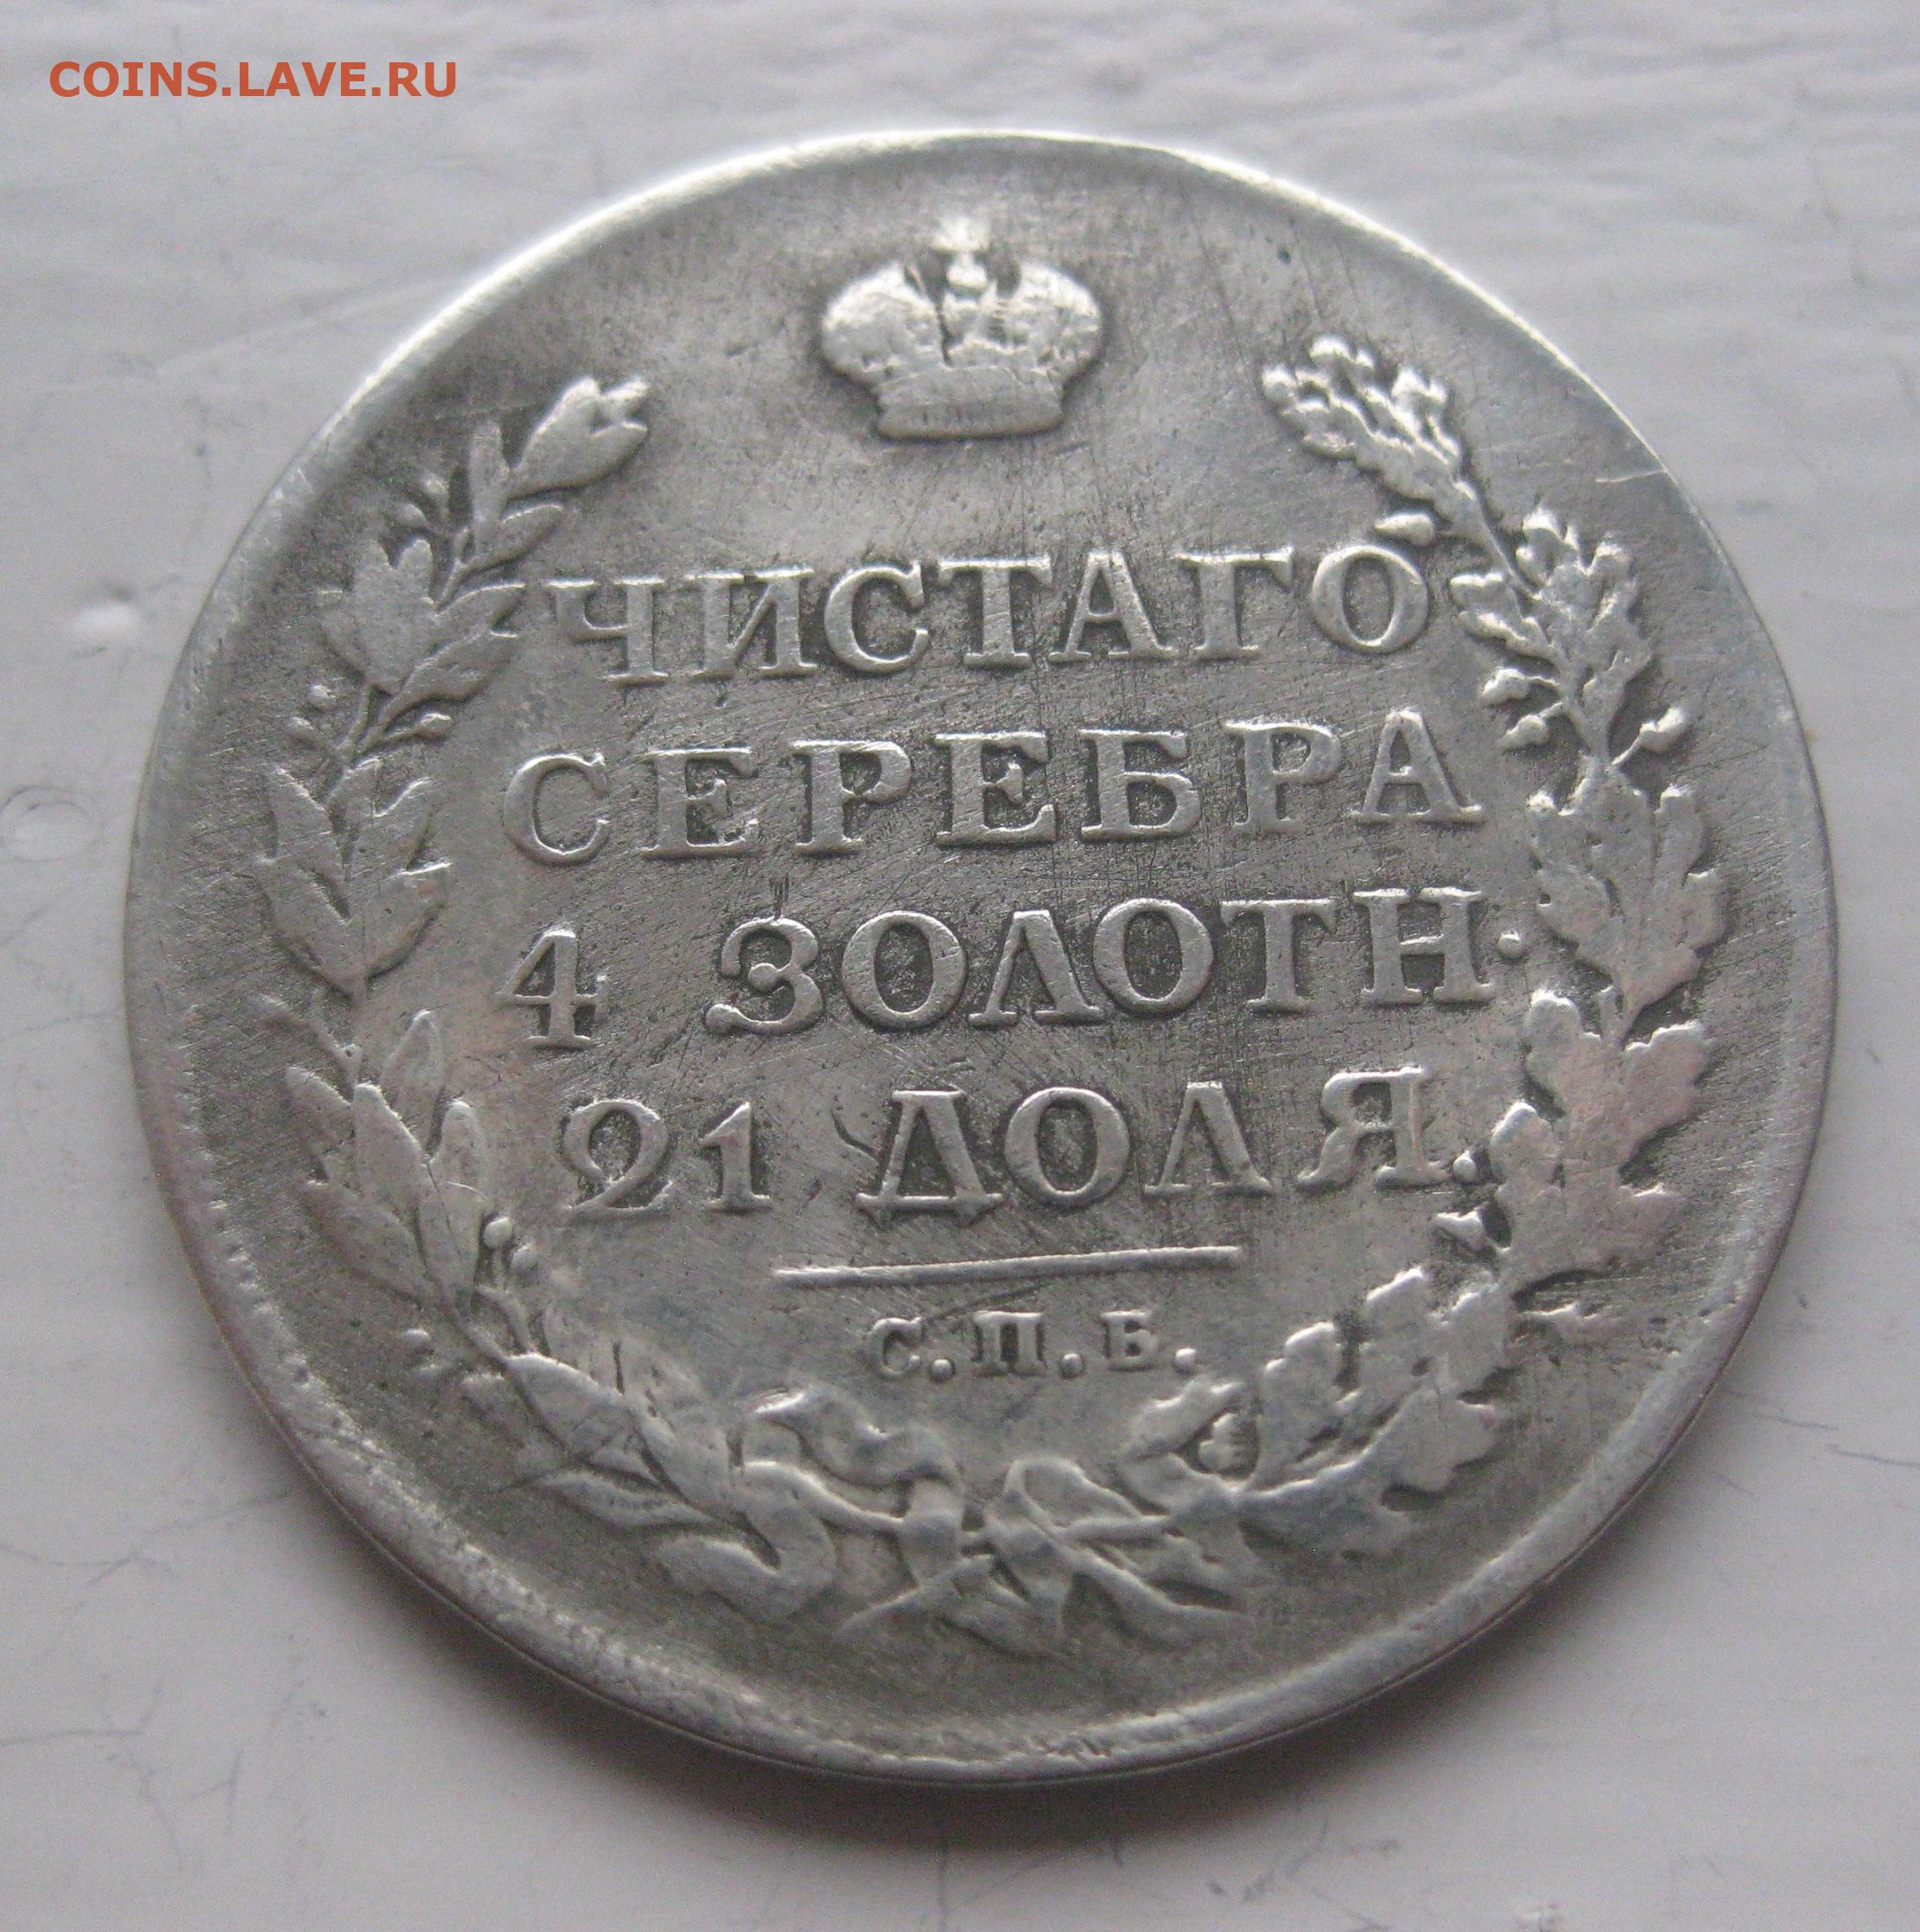 COINS.LAVE.RU
ЧИСТАГО
СЕРЕБРА
4 ЗОЛОТН.
21 ДОЛЯ.
С.П.Б.